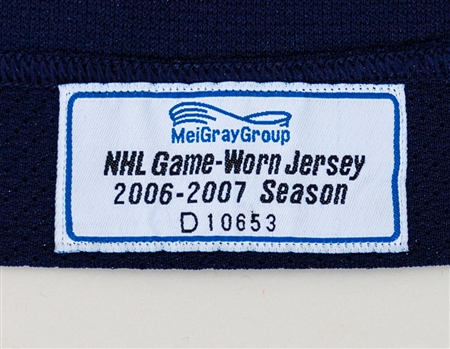 MeiGrayGroup
NHL Game-Worn Jersey
2006-2007 Season
D10653